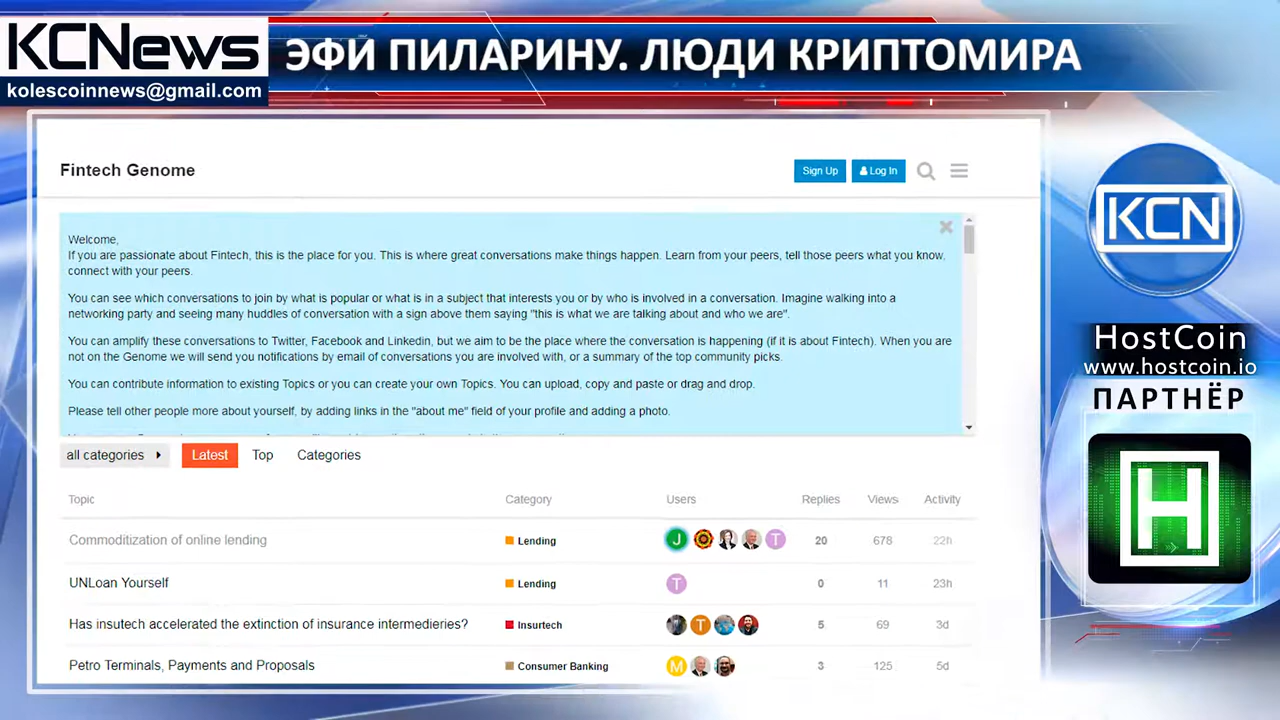 KCNews
kolescoinnews@gmail.com
ЭФИ ПИЛАРИНУ. ЛЮДИ КРИПТОМИРА
Fintech Genome
Sign Up
Log In
Welcome,
If you are passionate about Fintech, this is the place for you. This is where great conversations make things happen. Learn from your peers, tell those peers what you know,
connect with your peers.
You can see which conversations to join by what is popular or what is in a subject that interests you or by who is involved in a conversation. Imagine walking into a
networking party and seeing many huddles of conversation with a sign above them saying "this is what we are talking about and who we are".
You can amplify these conversations to Twitter, Facebook and Linkedin, but we aim to be the place where the conversation is happening (if it is about Fintech). When you are
not on the Genome we will send you notifications by email of conversations you are involved with, or a summary of the top community picks.
You can contribute information to existing Topics or you can create your own Topics. You can upload, copy and paste or drag and drop.
Please tell other people more about yourself, by adding links in the "about me" field of your profile and adding a photo.
all categories
Latest
Top
Categories
Topic Category Users Replies Views Activity
Commoditization of online lending Lending J T 20 678 22h
UNLoan Yourself Lending T 0 11 23h
Has insutech accelerated the extinction of insurance intermedieries? Insurtech T 5 69 3d
Petro Terminals, Payments and Proposals Consumer Banking M 3 125 5d
KCN
HostCoin
www.hostcoin.io
ПАРТНЁР
H